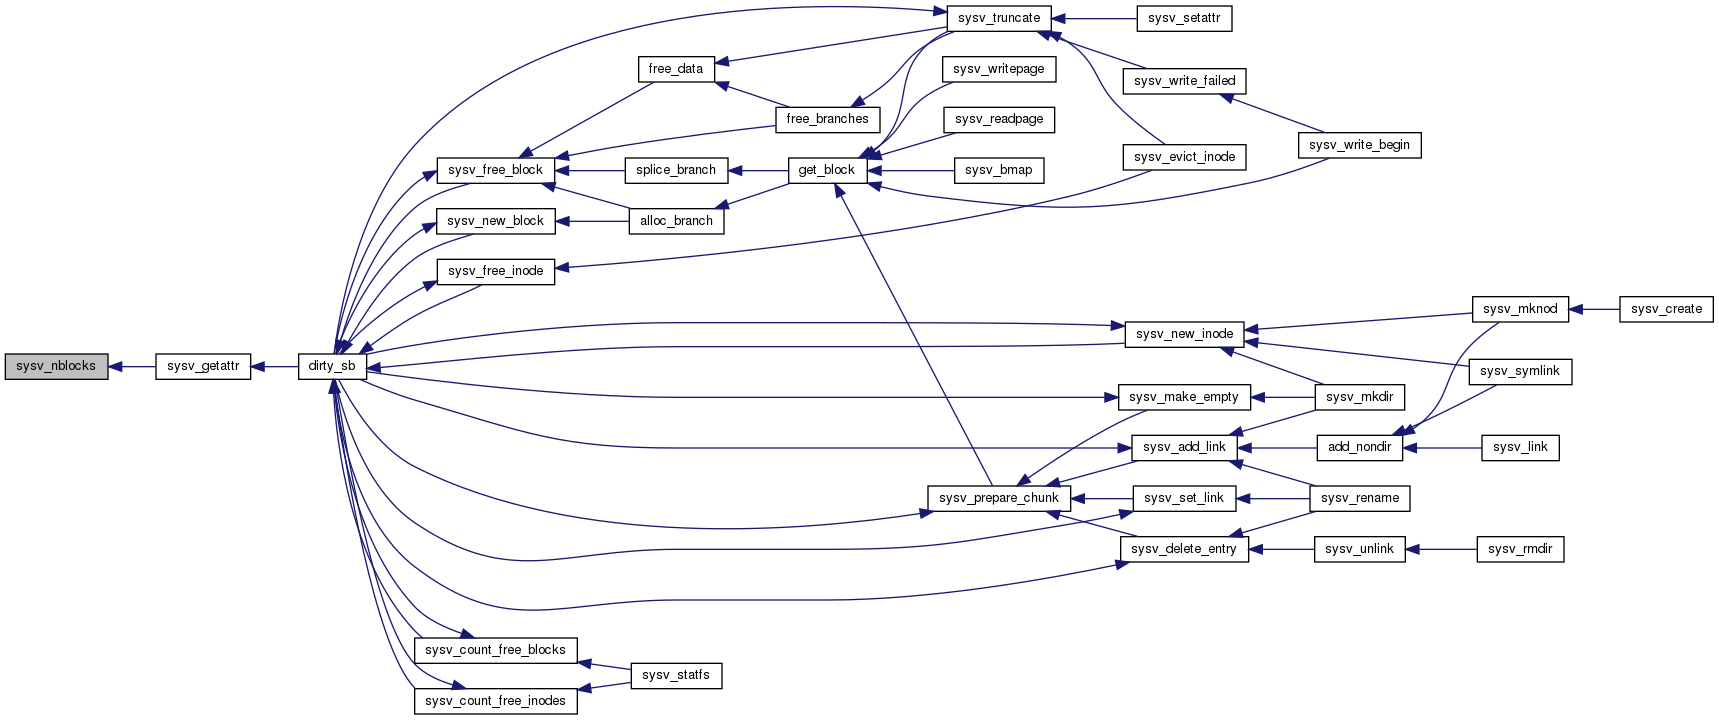 sysv_truncate
sysv_setattr
free_data
sysv_writepage
sysv_write_failed
free_branches
sysv_readpage
sysv_write_begin
sysv_free_block
splice_branch
get_block
sysv_bmap
sysv_evict_inode
sysv_new_block
alloc_branch
sysv_free_inode
sysv_mknod
sysv_create
sysv_new_inode
sysv_nblocks
sysv_getattr
dirty_sb
sysv_symlink
sysv_make_empty
sysv_mkdir
sysv_add_link
add_nondir
sysv_link
sysv_prepare_chunk
sysv_set_link
sysv_rename
sysv_delete_entry
sysv_unlink
sysv_rmdir
sysv_count_free_blocks
sysv_statfs
sysv_count_free_inodes